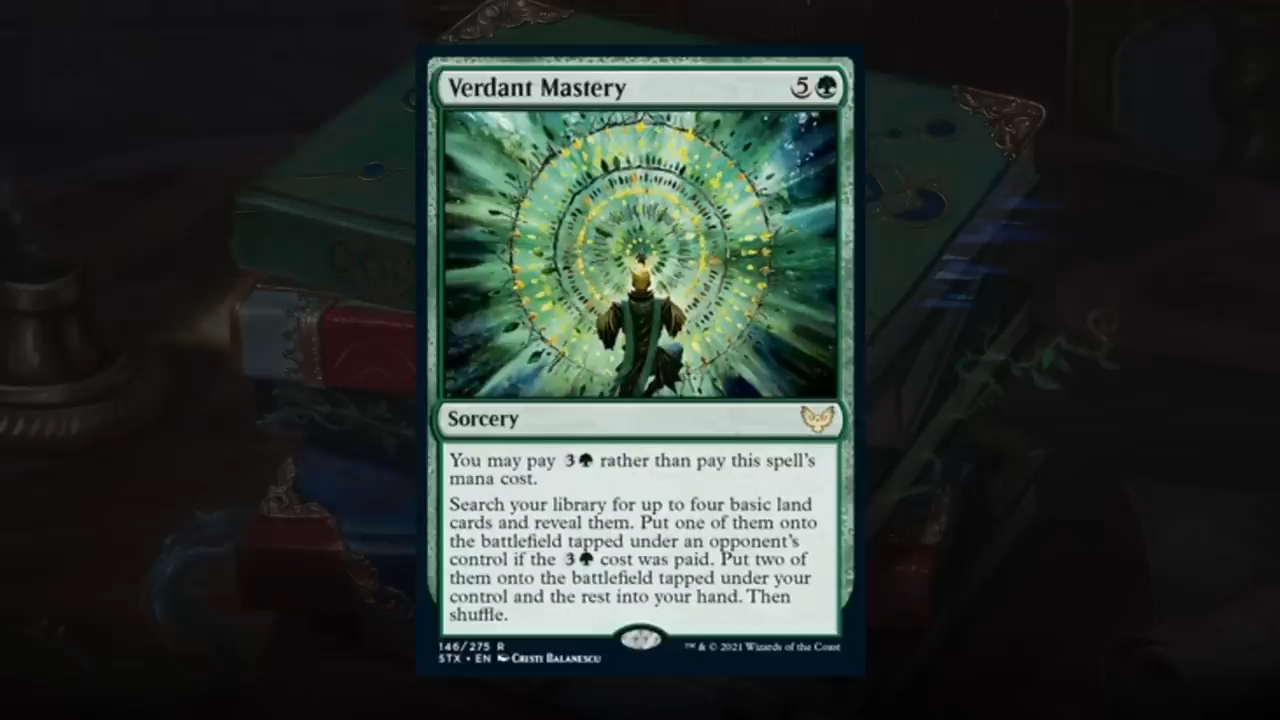 Verdant Mastery 5
Sorcery
You may pay 3 rather than pay this spell's
mana cost.
Search your library for up to four basic land
cards and reveal them. Put one of them onto
the battlefield tapped under an opponent's
control if the 3 cost was paid. Put two of
them onto the battlefield tapped under your
control and the rest into your hand. Then
shuffle.
146/275 R
STX • EN CRISTI BALANESCU
™ & © 2021 Wizards of the Coast